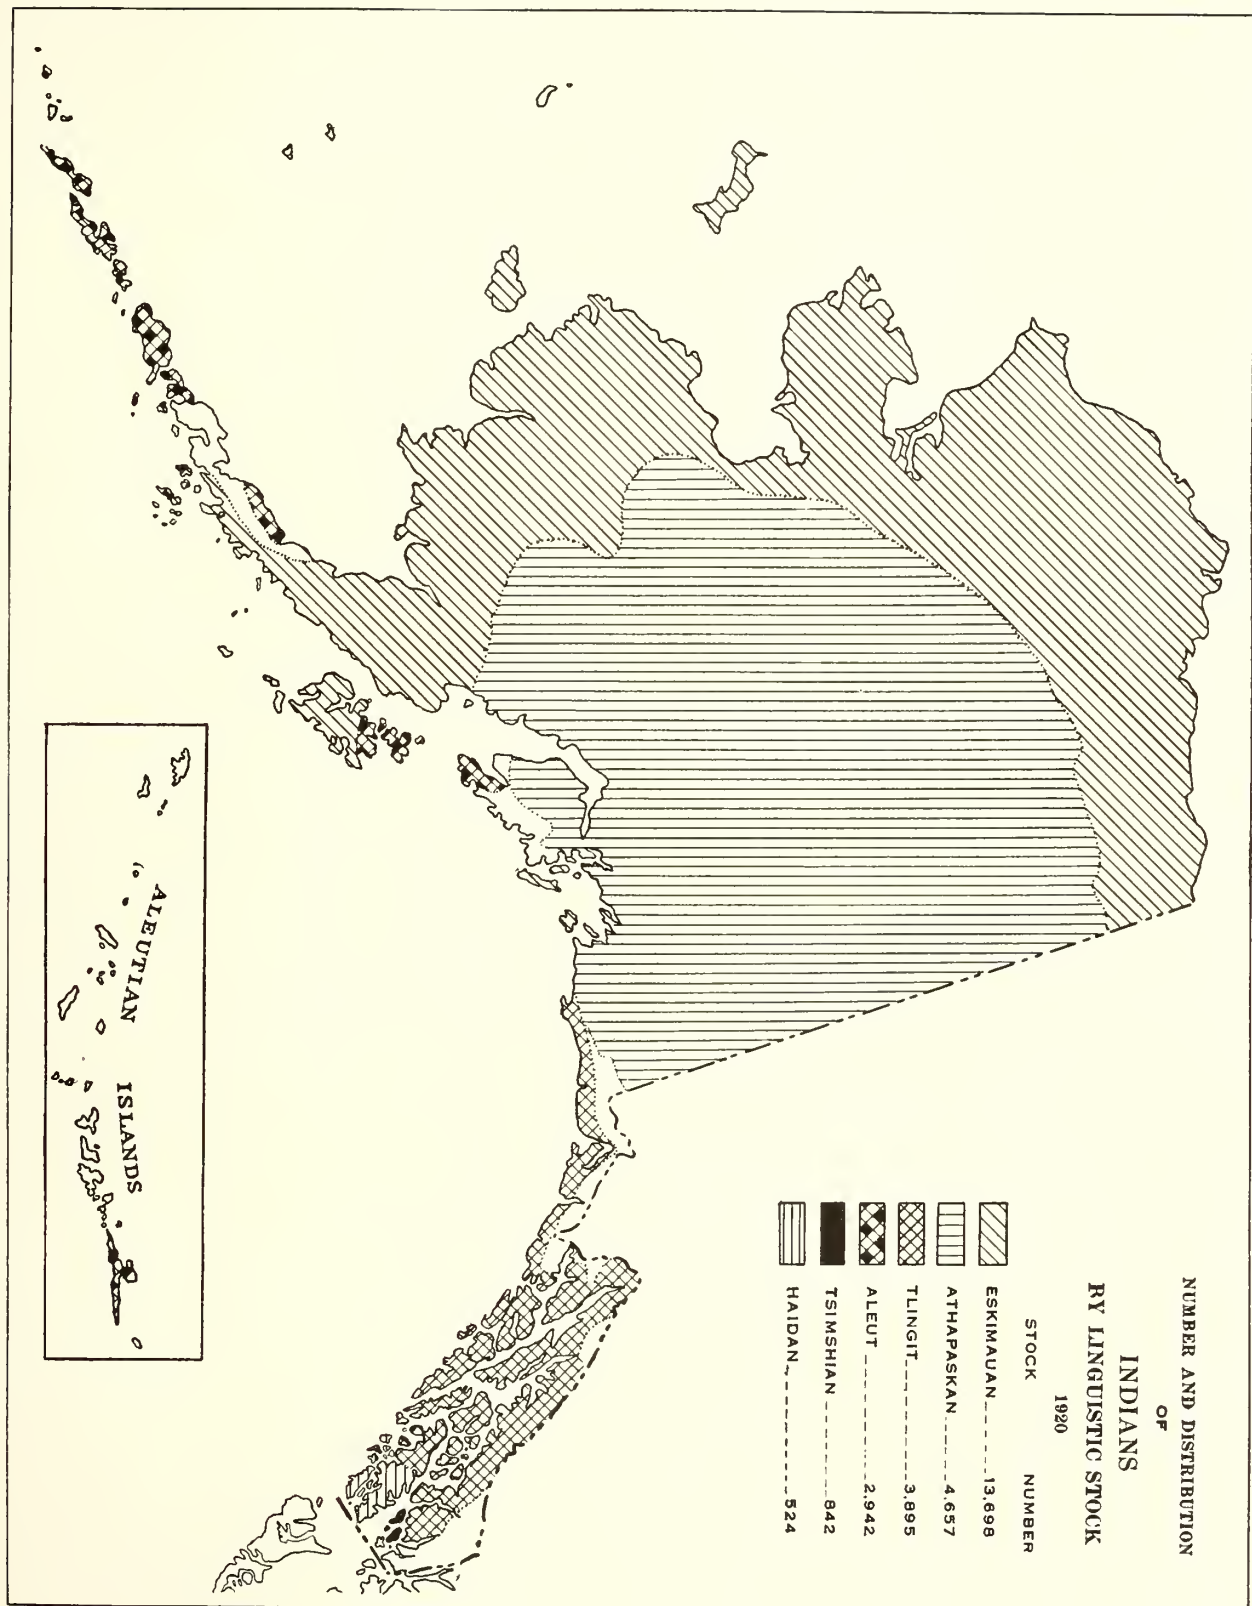 NUMBER AND DISTRIBUTION
OF
INDIANS
BY LINGUISTIC STOCK
1920
STOCK NUMBER
ESKIMAUAN 13,698
ATHAPASKAN 4,657
TLINGIT 3,895
ALEUT 2,942
TSIMSHIAN 842
HAIDAN 524
ALEUTIAN ISLANDS